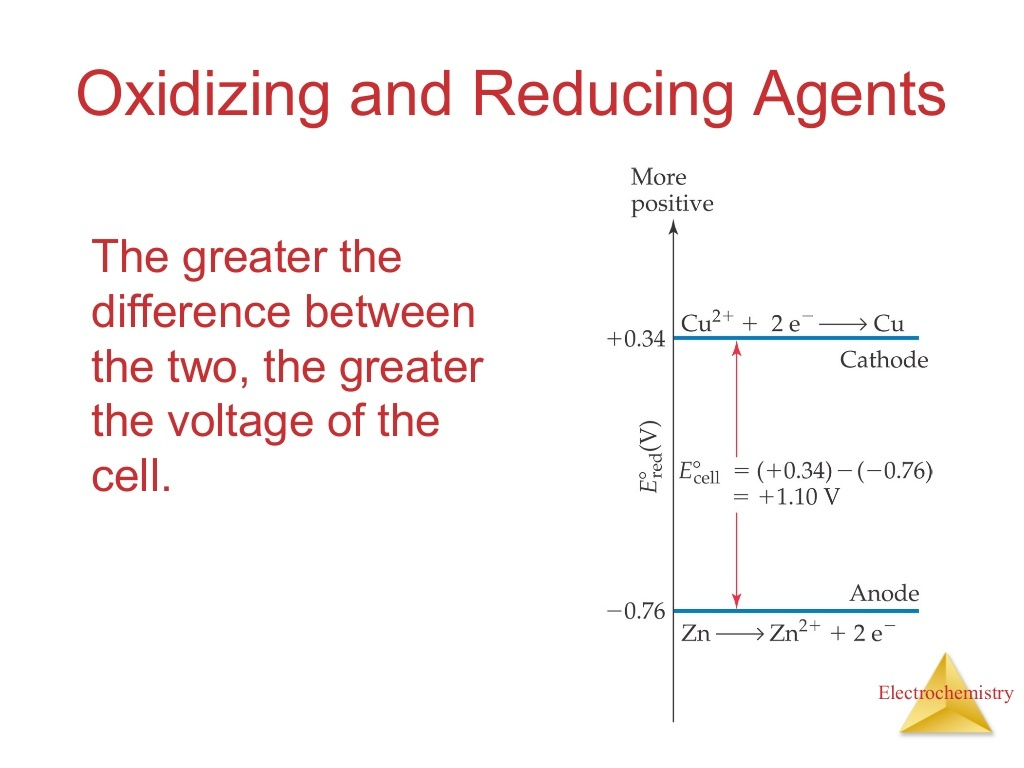 Oxidizing and Reducing Agents
The greater the
difference between
the two, the greater
the voltage of the
cell.
More
positive
Cu²⁺ + 2 e⁻ ⟶ Cu
+0.34
Cathode
E°red(V)
E°cell = (+0.34) − (−0.76)
= +1.10 V
Anode
−0.76
Zn ⟶ Zn²⁺ + 2 e⁻
Electrochemistry